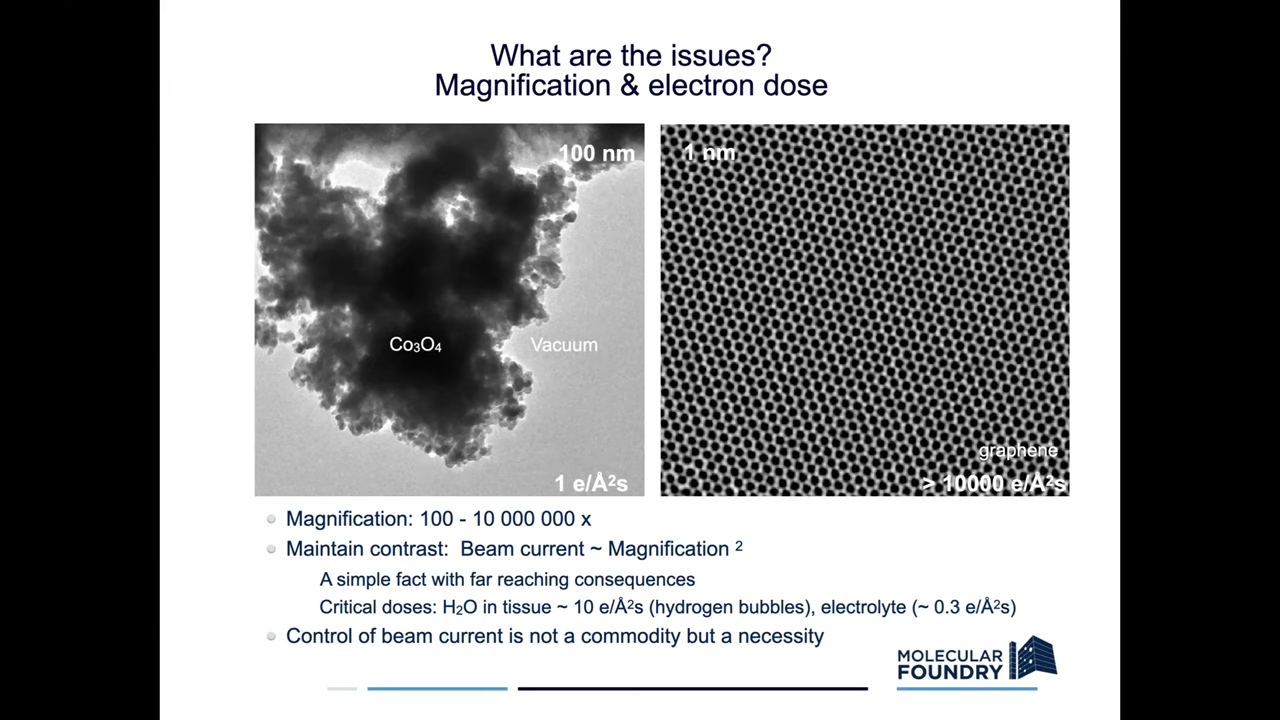 What are the issues?
Magnification & electron dose
100 nm
Co₃O₄
Vacuum
1 e/Å²s
1 nm
graphene
> 10000 e/Å²s
Magnification: 100 - 10 000 000 x
Maintain contrast:  Beam current ~ Magnification ²
A simple fact with far reaching consequences
Critical doses: H₂O in tissue ~ 10 e/Å²s (hydrogen bubbles), electrolyte (~ 0.3 e/Å²s)
Control of beam current is not a commodity but a necessity
MOLECULAR
FOUNDRY